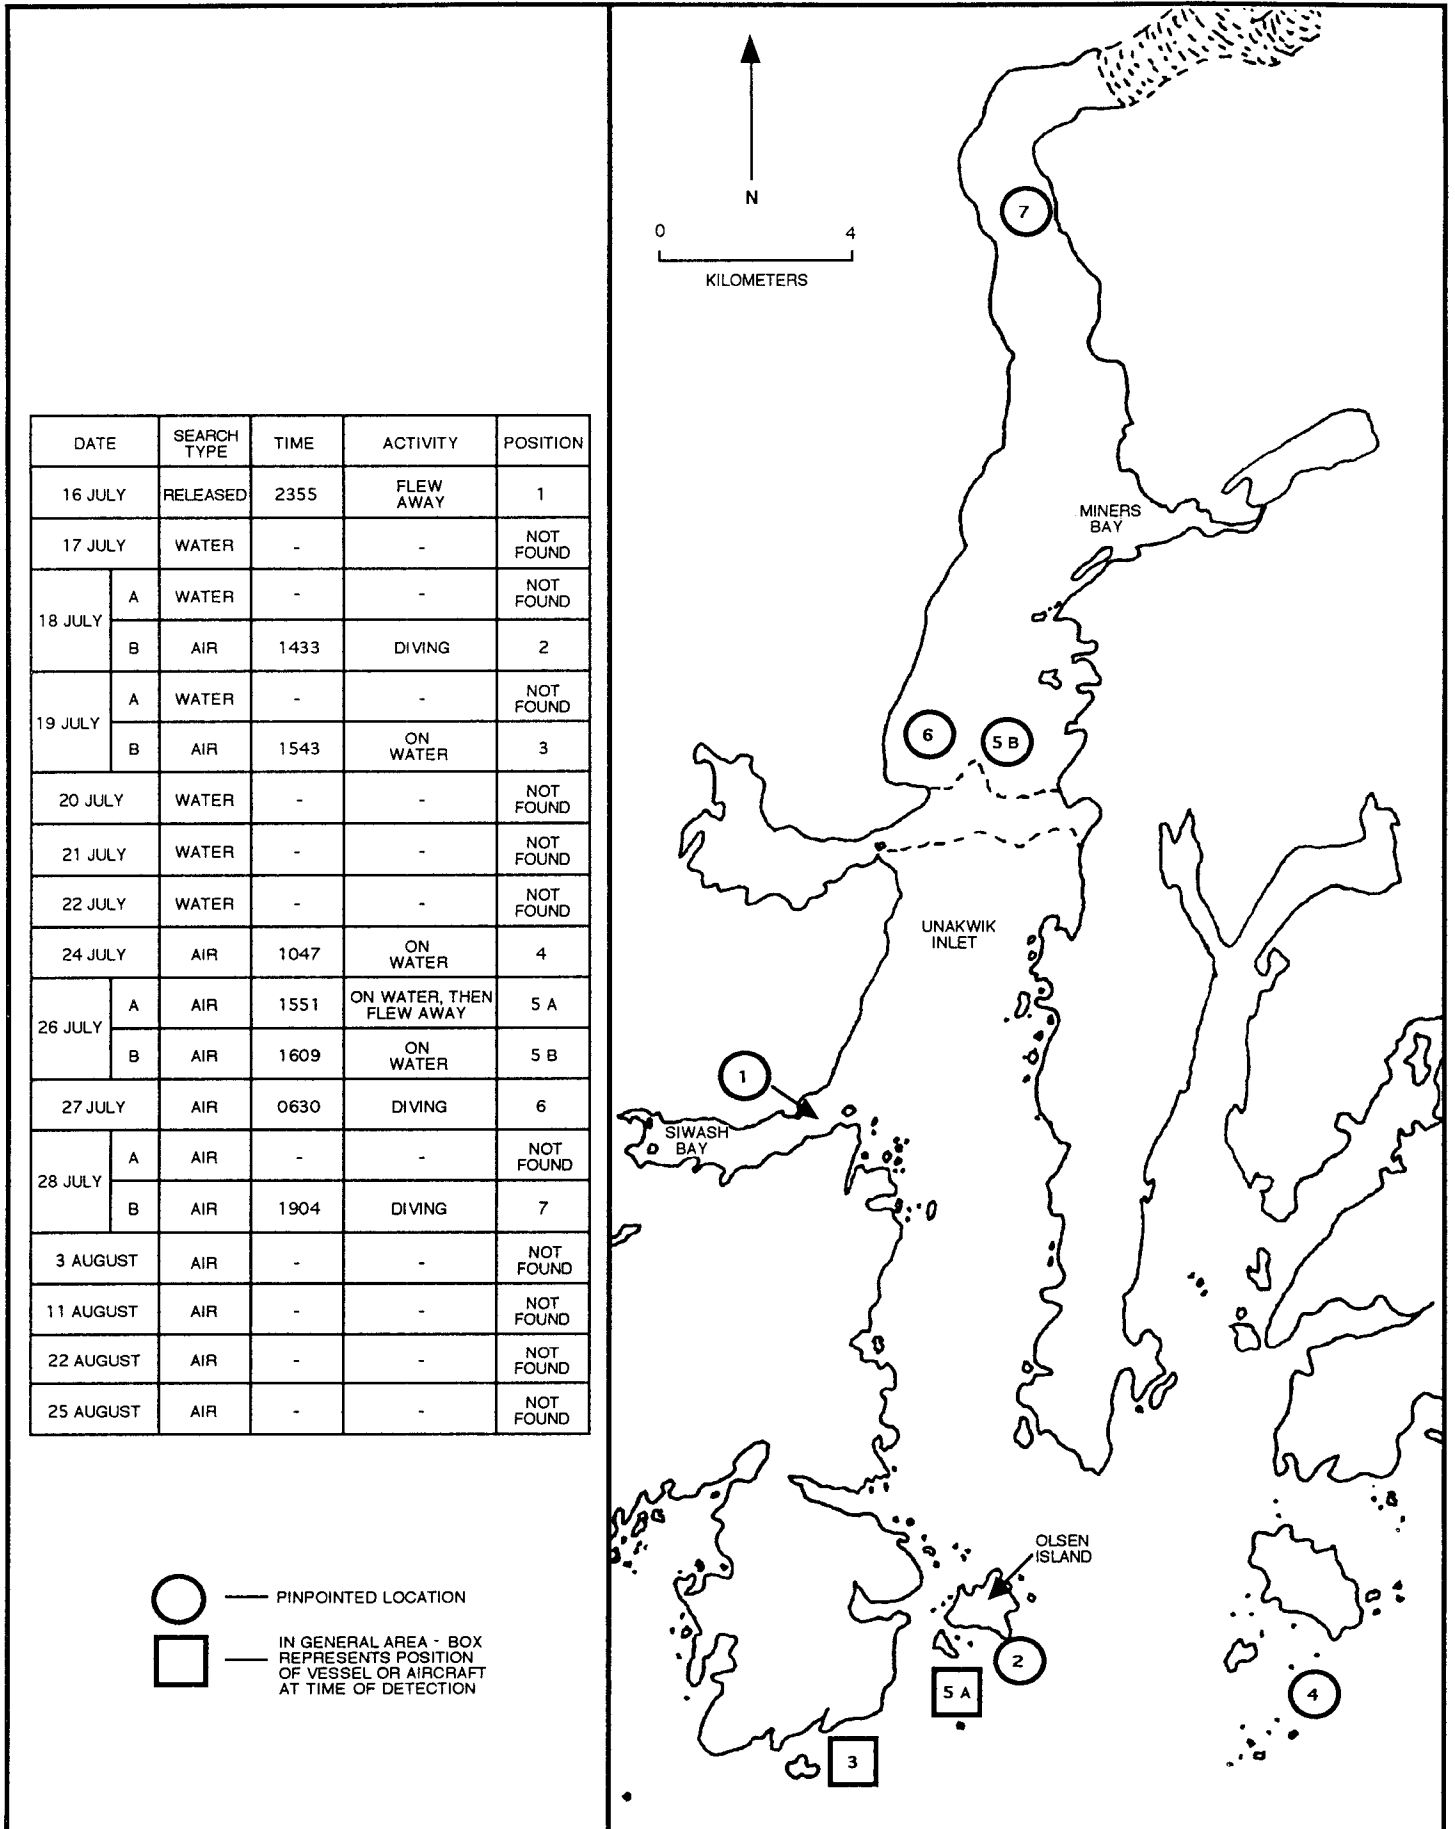 DATE SEARCH TYPE TIME ACTIVITY POSITION
16 JULY RELEASED 2355 FLEW AWAY 1
17 JULY WATER - - NOT FOUND
18 JULY A WATER - - NOT FOUND
B AIR 1433 DIVING 2
19 JULY A WATER - - NOT FOUND
B AIR 1543 ON WATER 3
20 JULY WATER - - NOT FOUND
21 JULY WATER - - NOT FOUND
22 JULY WATER - - NOT FOUND
24 JULY AIR 1047 ON WATER 4
26 JULY A AIR 1551 ON WATER, THEN FLEW AWAY 5 A
B AIR 1609 ON WATER 5 B
27 JULY AIR 0630 DIVING 6
28 JULY A AIR - - NOT FOUND
B AIR 1904 DIVING 7
3 AUGUST AIR - - NOT FOUND
11 AUGUST AIR - - NOT FOUND
22 AUGUST AIR - - NOT FOUND
25 AUGUST AIR - - NOT FOUND
PINPOINTED LOCATION
IN GENERAL AREA - BOX
REPRESENTS POSITION
OF VESSEL OR AIRCRAFT
AT TIME OF DETECTION
N
0 4
KILOMETERS
7
MINERS
BAY
6
5 B
UNAKWIK
INLET
1
SIWASH
BAY
OLSEN
ISLAND
2
5 A
4
3